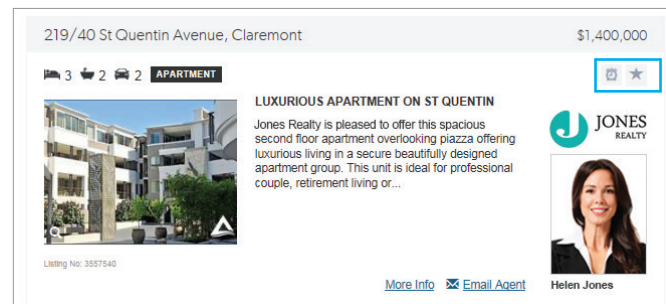 219/40 St Quentin Avenue, Claremont
$1,400,000
3 2 2 APARTMENT
LUXURIOUS APARTMENT ON ST QUENTIN
Jones Realty is pleased to offer this spacious
second floor apartment overlooking piazza offering
luxurious living in a secure beautifully designed
apartment group. This unit is ideal for professional
couple, retirement living or...
JONES
REALTY
Listing No: 3557540
More Info Email Agent
Helen Jones